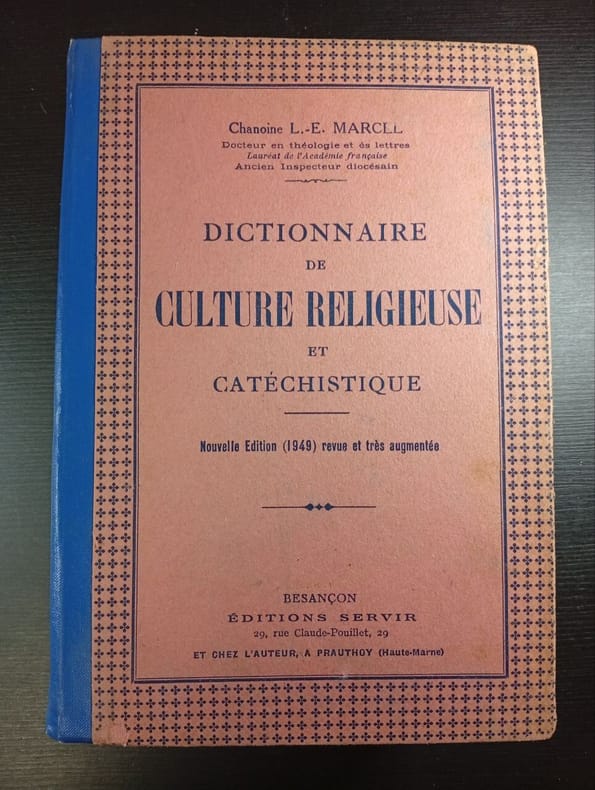 Chanoine L.-E. MARCEL
Docteur en théologie et ès lettres
Lauréat de l'Académie française
Ancien Inspecteur diocésain
DICTIONNAIRE
DE
CULTURE RELIGIEUSE
ET
CATÉCHISTIQUE
Nouvelle Edition (1949) revue et très augmentée
BESANÇON
ÉDITIONS SERVIR
29, rue Claude-Pouillet, 29
ET CHEZ L'AUTEUR, A PRAUTHOY (Haute-Marne)